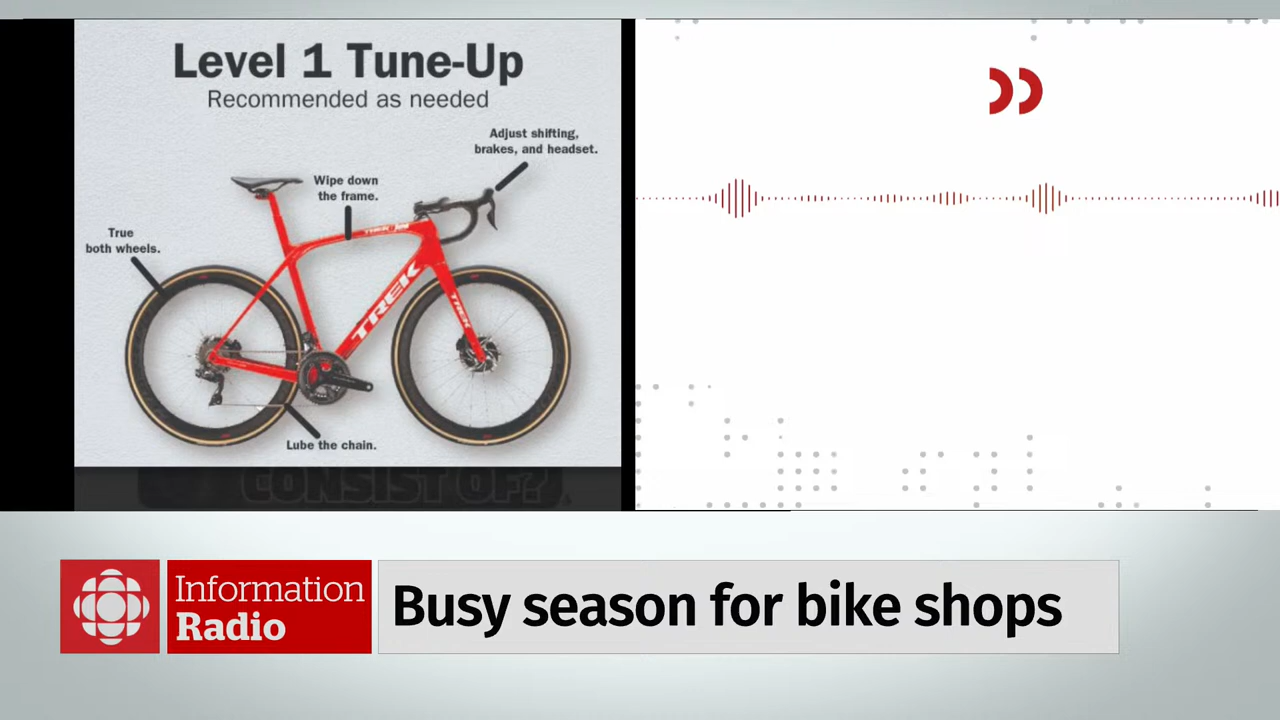 Level 1 Tune-Up
Recommended as needed
Adjust shifting,
brakes, and headset.
Wipe down
the frame.
True
both wheels.
TREK
TREK
TREK
Lube the chain.
CONSIST OF?
Information
Radio
Busy season for bike shops